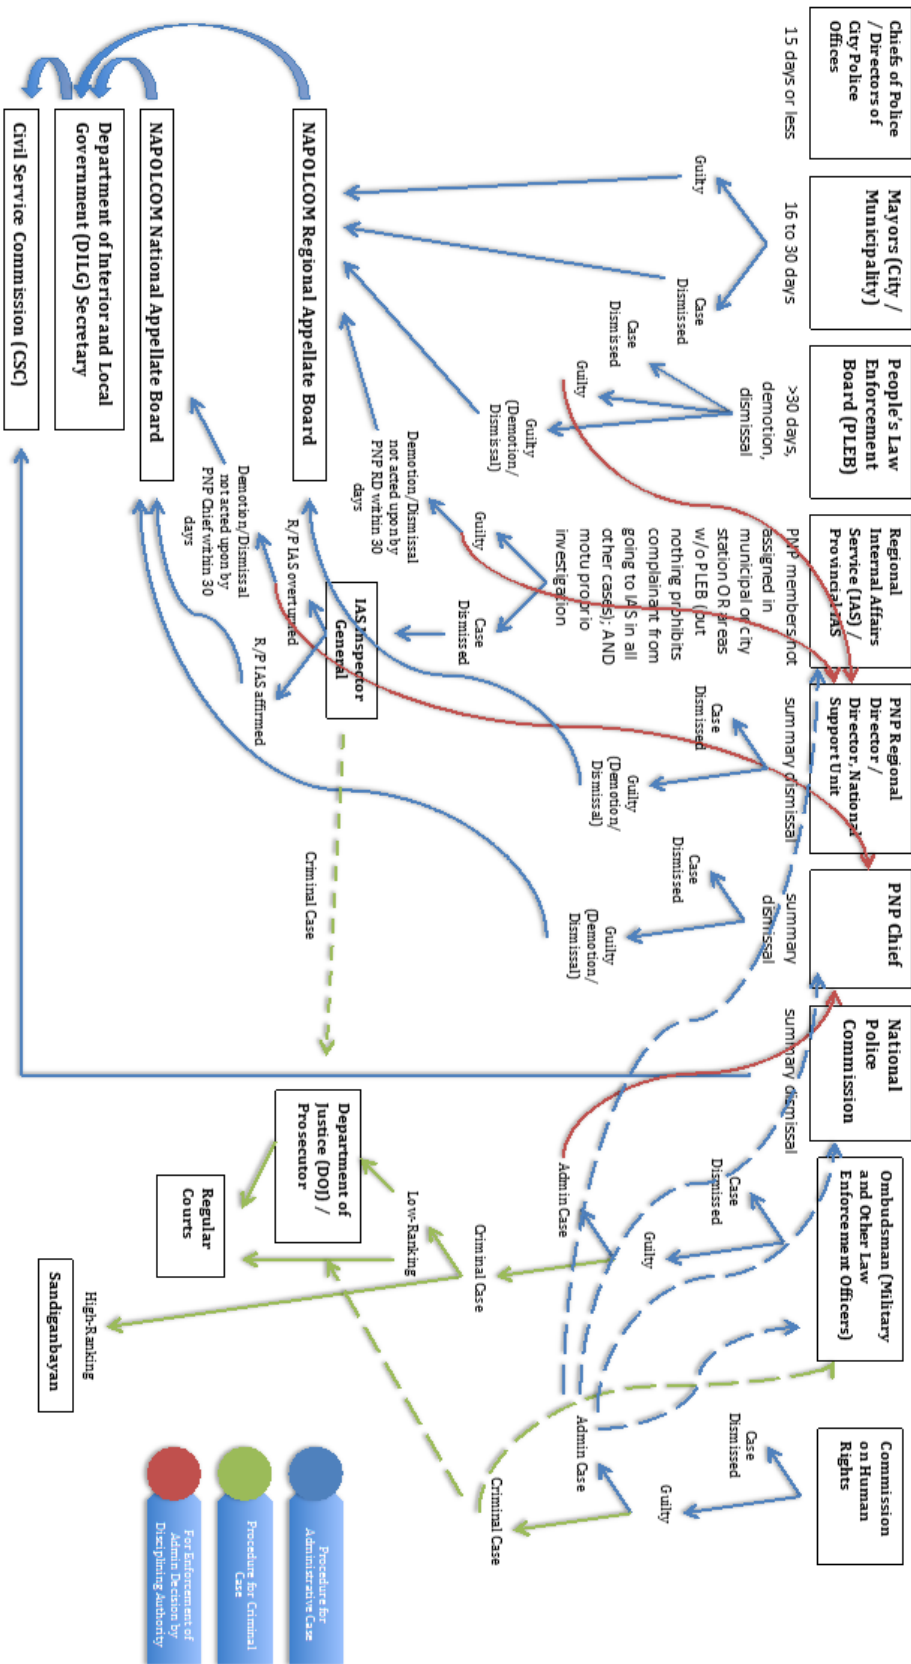 Chiefs of Police
/ Directors of
City Police
Offices
15 days or less
Mayors (City /
Municipality)
16 to 30 days
Guilty
Case
Dismissed
People's Law
Enforcement
Board (PLEB)
>30 days,
demotion,
dismissal
Case
Dismissed
Guilty
Guilty
(Demotion/
Dismissal)
Regional
Internal Affairs
Service (IAS) /
Provincial IAS
PNP members not
assigned in
municipal or city
station OR areas
w/o PLEB (but
nothing prohibits
complainant from
going to IAS in all
other cases); AND
motu proprio
investigation
Guilty
Case
Dismissed
Demotion/Dismissal
not acted upon by
PNP RD within 30
days
IAS Inspector
General
R/P IAS overturned
R/P IAS affirmed
Demotion/Dismissal
not acted upon by
PNP Chief within 30
days
PNP Regional
Director /
Director, National
Support Unit
summary dismissal
Case
Dismissed
Guilty
(Demotion/
Dismissal)
PNP Chief
summary
dismissal
Case
Dismissed
Guilty
(Demotion/
Dismissal)
National
Police
Commission
summary dismissal
Ombudsman (Military
and Other Law
Enforcement Officers)
Case
Dismissed
Guilty
Admin Case
Criminal Case
Low-Ranking
High-Ranking
Commission
on Human
Rights
Case
Dismissed
Guilty
Admin Case
Criminal Case
NAPOLCOM Regional Appellate Board
NAPOLCOM National Appellate Board
Department of Interior and Local
Government (DILG) Secretary
Civil Service Commission (CSC)
Criminal Case
Department of
Justice (DOJ) /
Prosecutor
Regular
Courts
Sandiganbayan
Procedure for
Administrative Case
Procedure for Criminal
Case
For Enforcement of
Admin Decision by
Disciplining Authority